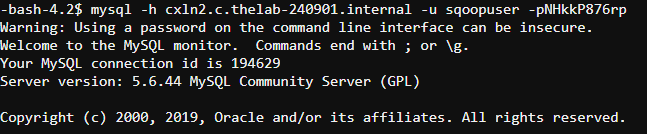 -bash-4.2$ mysql -h cxln2.c.thelab-240901.internal -u sqoopuser -pNHkkP876rp
Warning: Using a password on the command line interface can be insecure.
Welcome to the MySQL monitor.  Commands end with ; or \g.
Your MySQL connection id is 194629
Server version: 5.6.44 MySQL Community Server (GPL)
Copyright (c) 2000, 2019, Oracle and/or its affiliates. All rights reserved.